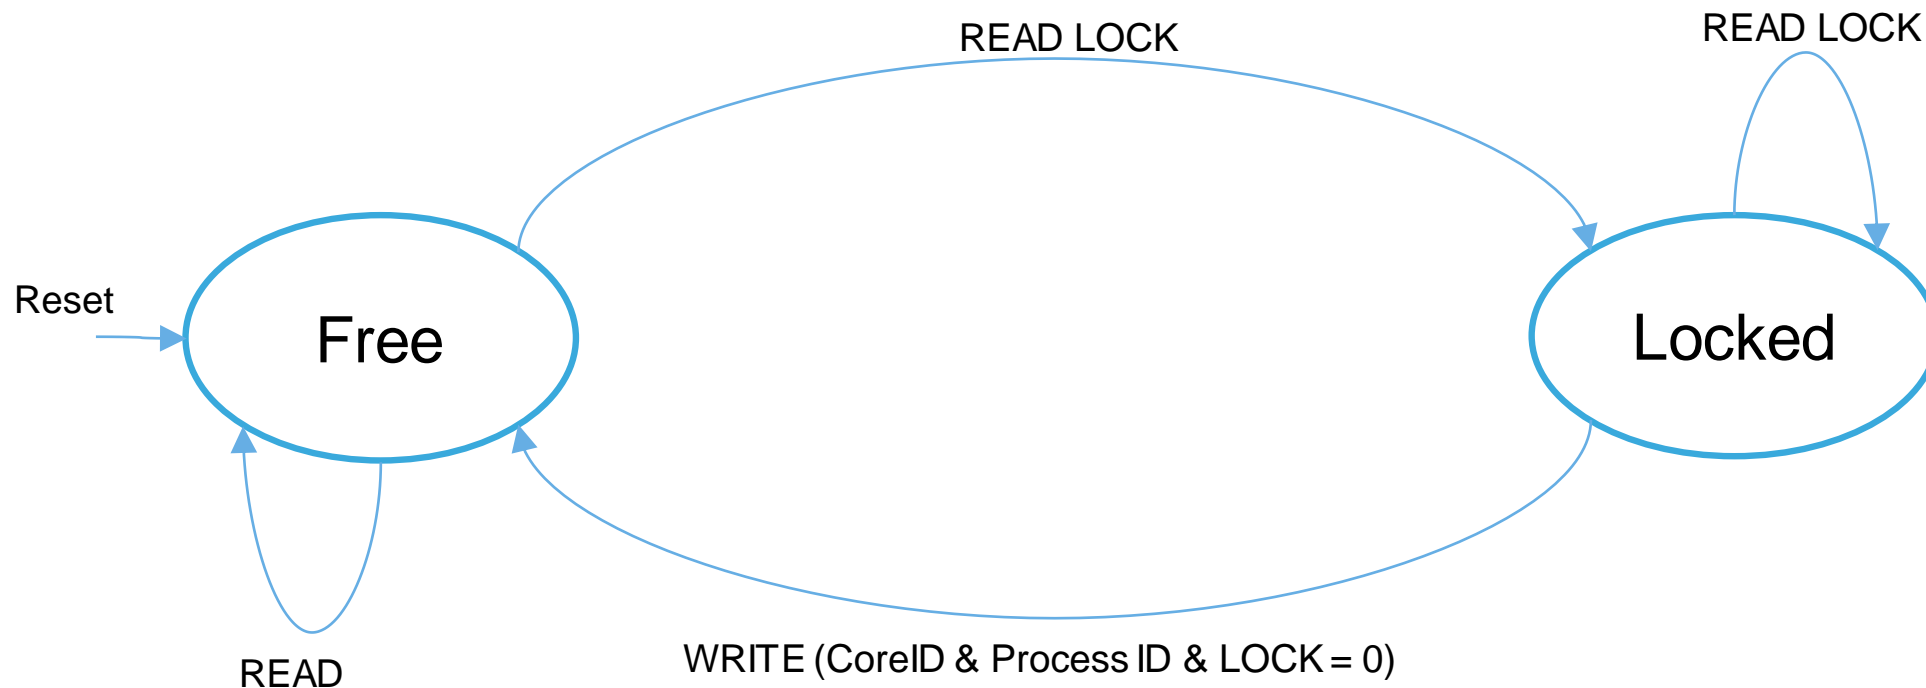 READ LOCK
READ LOCK
Reset
Free
Locked
READ
WRITE (CoreID & Process ID & LOCK = 0)